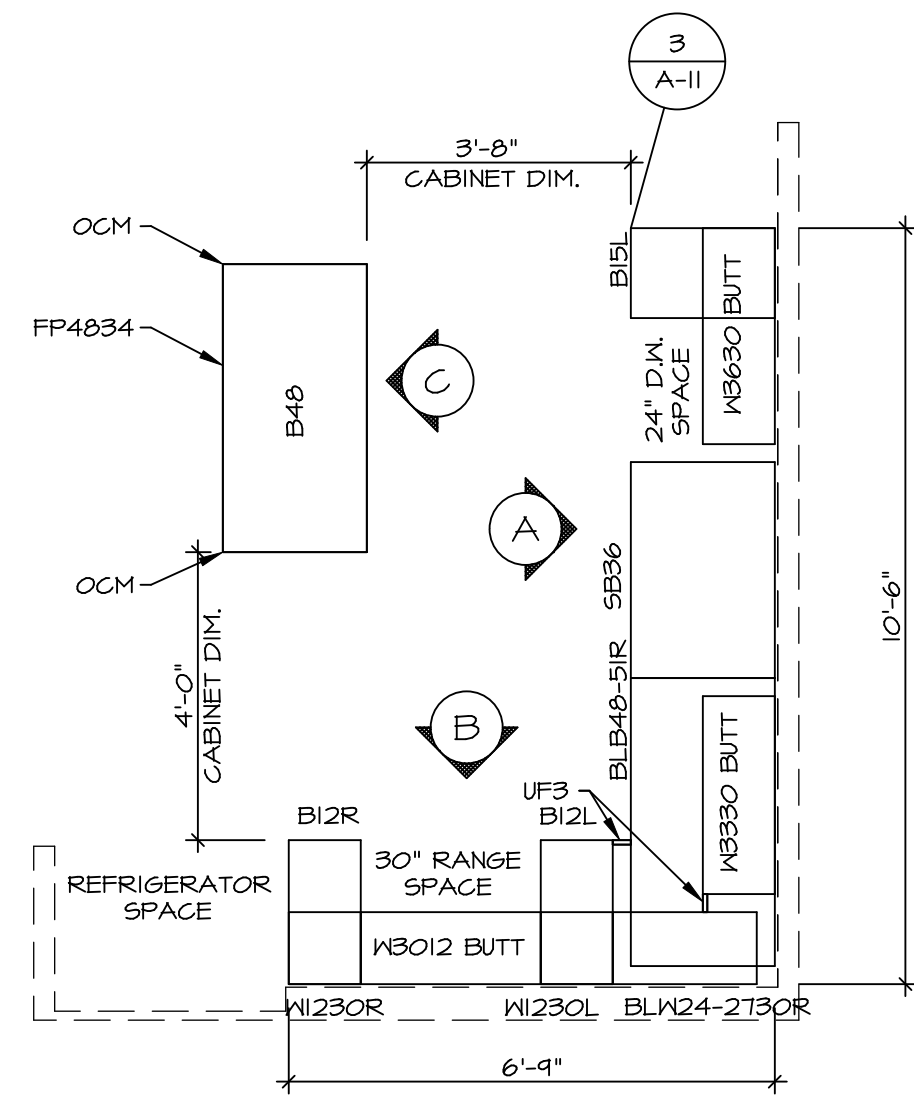 3
A-11
3'-8"
CABINET DIM.
OCM
FP4834
B48
OCM
C
A
B
B15L
W3630 BUTT
24" D.W.
SPACE
SB36
BLB48-51R
10'-6"
4'-0"
CABINET DIM.
W3330 BUTT
UF3
B12R
B12L
30" RANGE
SPACE
REFRIGERATOR
SPACE
W3012 BUTT
W1230R
W1230L
BLW24-2730R
6'-9"